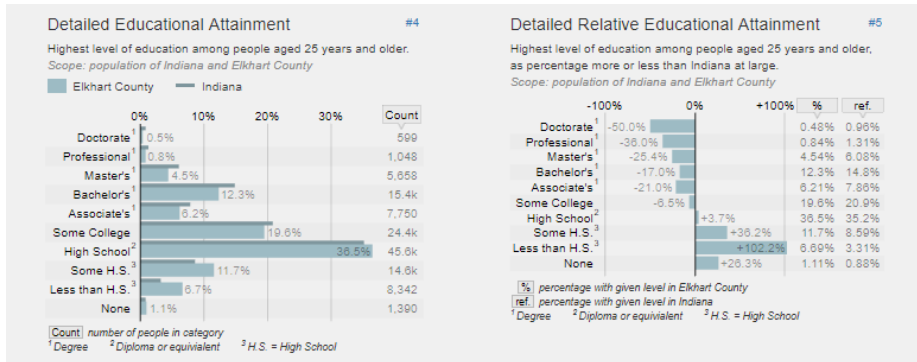 Detailed Educational Attainment #4
Highest level of education among people aged 25 years and older.
Scope: population of Indiana and Elkhart County
Elkhart County Indiana
0% 10% 20% 30% Count
Doctorate¹ 0.5% 599
Professional¹ 0.8% 1,048
Master's¹ 4.5% 5,658
Bachelor's¹ 12.3% 15.4k
Associate's¹ 6.2% 7,750
Some College 19.6% 24.4k
High School² 36.5% 45.6k
Some H.S.³ 11.7% 14.6k
Less than H.S.³ 6.7% 8,342
None 1.1% 1,390
Count number of people in category
¹Degree ²Diploma or equivialent ³H.S. = High School
Detailed Relative Educational Attainment #5
Highest level of education among people aged 25 years and older,
as percentage more or less than Indiana at large.
Scope: population of Indiana and Elkhart County
-100% 0% +100% % ref.
Doctorate¹ -50.0% 0.48% 0.96%
Professional¹ -36.0% 0.84% 1.31%
Master's¹ -25.4% 4.54% 6.08%
Bachelor's¹ -17.0% 12.3% 14.8%
Associate's¹ -21.0% 6.21% 7.86%
Some College -6.5% 19.6% 20.9%
High School² +3.7% 36.5% 35.2%
Some H.S.³ +36.2% 11.7% 8.59%
Less than H.S.³ +102.2% 6.69% 3.31%
None +26.3% 1.11% 0.88%
% percentage with given level in Elkhart County
ref. percentage with given level in Indiana
¹Degree ²Diploma or equivialent ³H.S. = High School